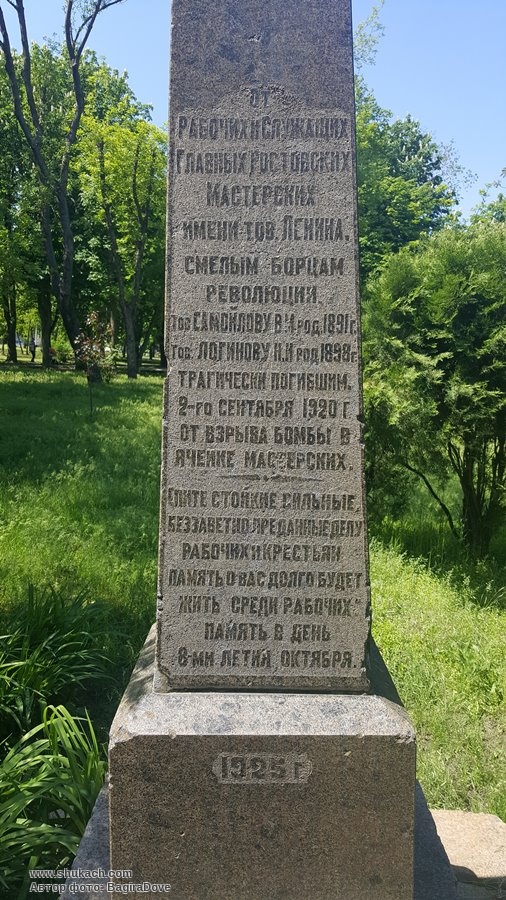 ОТ
РАБОЧИХ И СЛУЖАЩИХ
ГЛАВНЫХ РОСТОВСКИХ
МАСТЕРСКИХ
ИМЕНИ ТОВ. ЛЕНИНА.
СМЕЛЫМ БОРЦАМ
РЕВОЛЮЦИИ.
ТОВ. САМОЙЛОВУ В.И. РОД. 1891 Г.
ТОВ. ЛОГИНОВУ Н.И РОД. 1898 Г
ТРАГИЧЕСКИ ПОГИБШИМ.
2-ГО СЕНТЯБРЯ 1920 Г.
ОТ ВЗРЫВА БОМБЫ В
ЯЧЕЙКЕ МАСТЕРСКИХ.
СПИТЕ СТОЙКИЕ СИЛЬНЫЕ,
БЕЗЗАВЕТНО ПРЕДАННЫЕ ДЕЛУ
РАБОЧИХ И КРЕСТЬЯН
ПАМЯТЬ О ВАС ДОЛГО БУДЕТ
ЖИТЬ СРЕДИ РАБОЧИХ."
ПАМЯТЬ В ДЕНЬ
8-МИ ЛЕТИЯ ОКТЯБРЯ.
1925 Г
www.shukach.com
Автор фото: BagiraDove